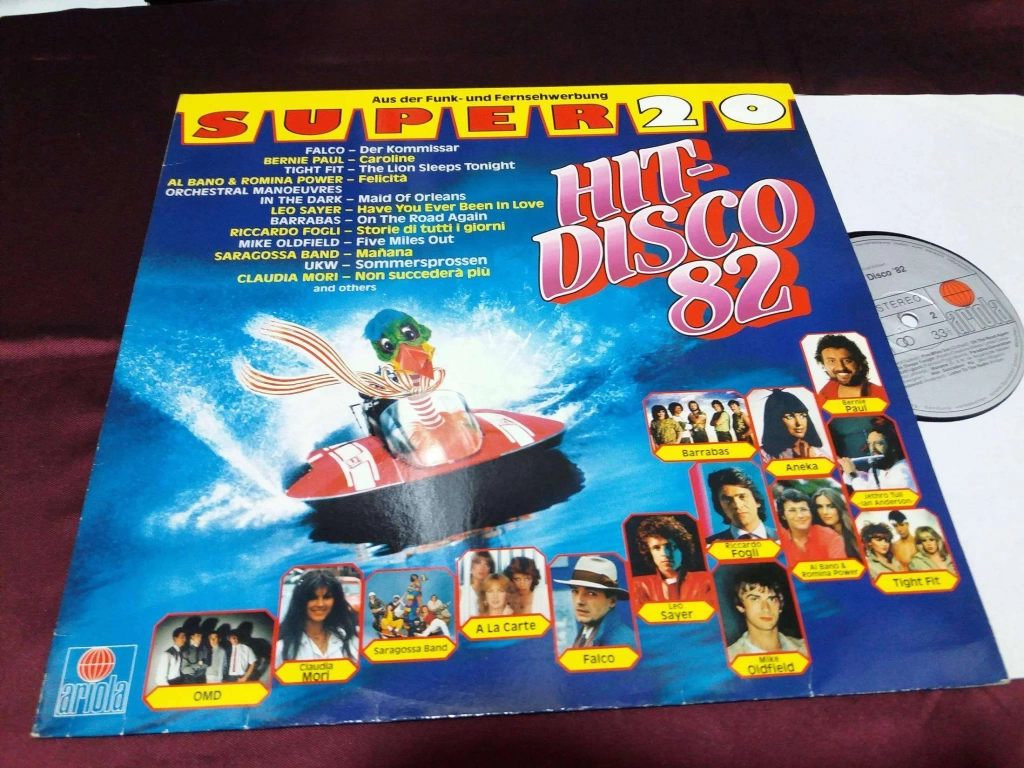 Aus der Funk- und Fernsehwerbung
SUPER 20
FALCO – Der Kommissar
BERNIE PAUL – Caroline
TIGHT FIT – The Lion Sleeps Tonight
AL BANO & ROMINA POWER – Felicità
ORCHESTRAL MANOEUVRES
IN THE DARK – Maid Of Orleans
LEO SAYER – Have You Ever Been In Love
BARRABAS – On The Road Again
RICCARDO FOGLI – Storie di tutti i giorni
MIKE OLDFIELD – Five Miles Out
SARAGOSSA BAND – Mañana
UKW – Sommersprossen
CLAUDIA MORI – Non succederà più
and others
HIT-
DISCO
82
Disco '82
STEREO
2
33
ariola
Bernie
Paul
Barrabas
Aneka
Jethro Tull
Ian Anderson
Riccardo
Fogli
Al Bano &
Romina Power
Tight Fit
Leo
Sayer
Mike
Oldfield
A La Carte
Falco
Saragossa Band
Claudia
Mori
OMD
ariola